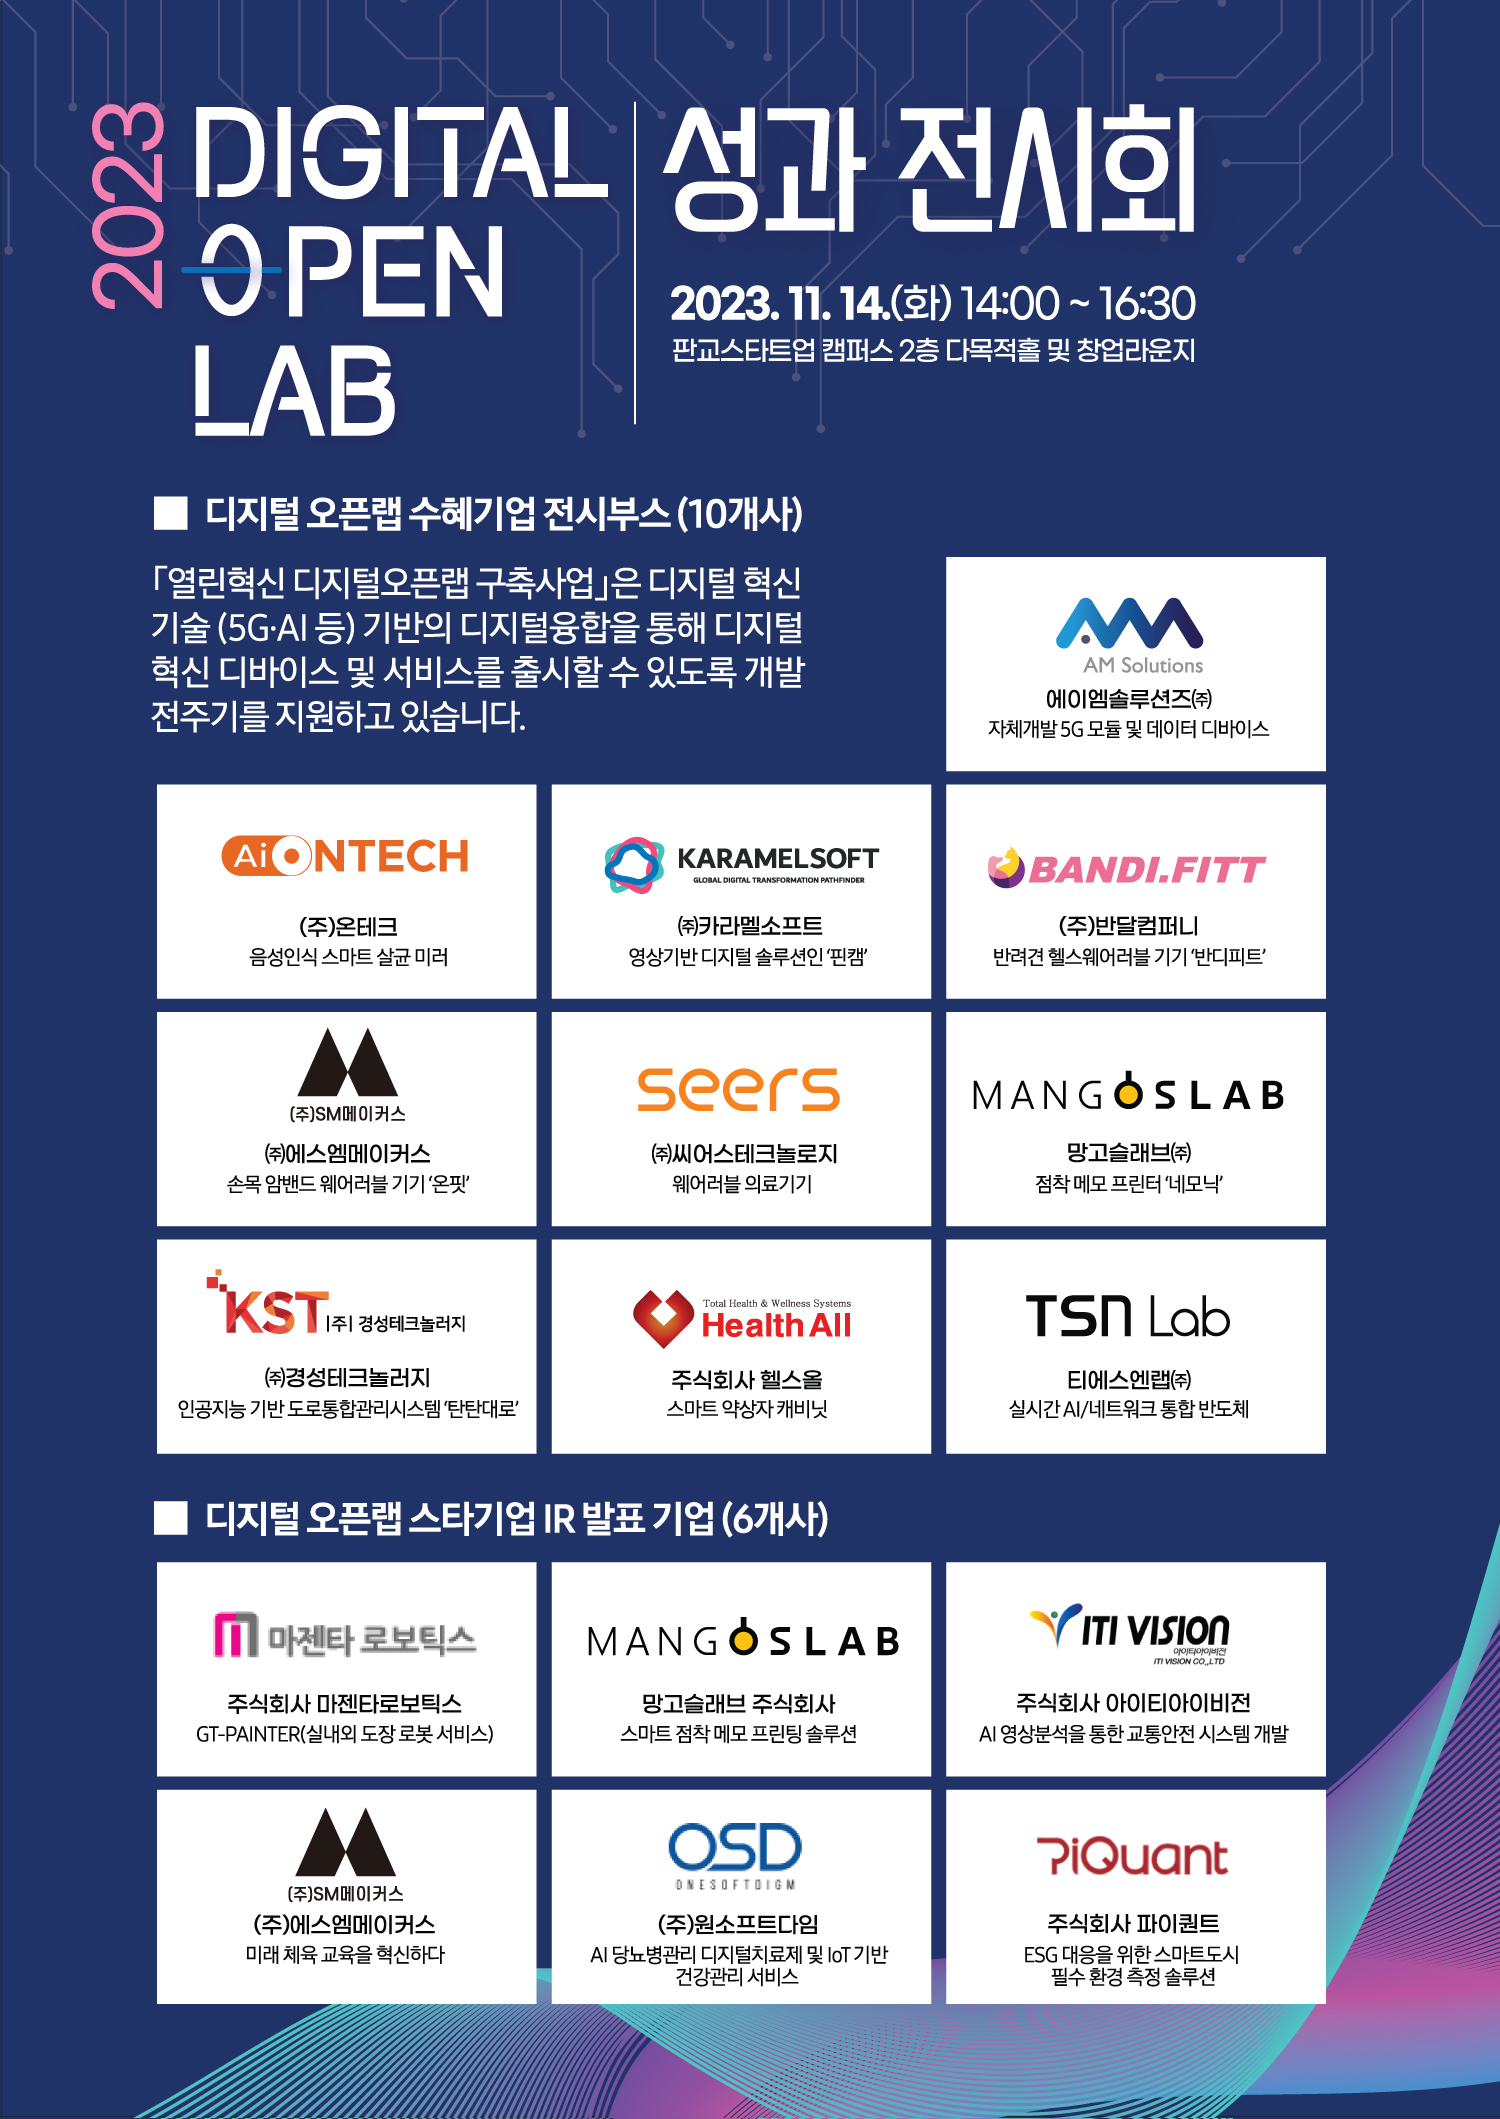 2023
DIGITAL
OPEN
LAB
성과 전시회
2023. 11. 14.(화) 14:00 ~ 16:30
판교스타트업 캠퍼스 2층 다목적홀 및 창업라운지
■ 디지털 오픈랩 수혜기업 전시부스 (10개사)
「열린혁신 디지털오픈랩 구축사업」은 디지털 혁신
기술 (5G·AI 등) 기반의 디지털융합을 통해 디지털
혁신 디바이스 및 서비스를 출시할 수 있도록 개발
전주기를 지원하고 있습니다.
AM Solutions
에이엠솔루션즈㈜
자체개발 5G 모듈 및 데이터 디바이스
AiONTECH
(주)온테크
음성인식 스마트 살균 미러
KARAMELSOFT
GLOBAL DIGITAL TRANSFORMATION PATHFINDER
㈜카라멜소프트
영상기반 디지털 솔루션인 ‘핀캠’
BANDI.FITT
(주)반달컴퍼니
반려견 헬스웨어러블 기기 ‘반디피트’
(주)SM메이커스
㈜에스엠메이커스
손목 암밴드 웨어러블 기기 ‘온핏’
seers
㈜씨어스테크놀로지
웨어러블 의료기기
MANGOSLAB
망고슬래브㈜
점착 메모 프린터 ‘네모닉’
KST |주| 경성테크놀러지
㈜경성테크놀러지
인공지능 기반 도로통합관리시스템 ‘탄탄대로’
Total Health & Wellness Systems
Health All
주식회사 헬스올
스마트 약상자 캐비닛
TSN Lab
티에스엔랩㈜
실시간 AI/네트워크 통합 반도체
■ 디지털 오픈랩 스타기업 IR 발표 기업 (6개사)
마젠타 로보틱스
주식회사 마젠타로보틱스
GT-PAINTER(실내외 도장 로봇 서비스)
MANGOSLAB
망고슬래브 주식회사
스마트 점착 메모 프린팅 솔루션
ITI VISION
아이티아이비전
ITI VISION CO.,LTD
주식회사 아이티아이비전
AI 영상분석을 통한 교통안전 시스템 개발
(주)SM메이커스
(주)에스엠메이커스
미래 체육 교육을 혁신하다
OSD
ONESOFTDIGM
(주)원소프트다임
AI 당뇨병관리 디지털치료제 및 IoT 기반
건강관리 서비스
PiQuant
주식회사 파이퀀트
ESG 대응을 위한 스마트도시
필수 환경 측정 솔루션